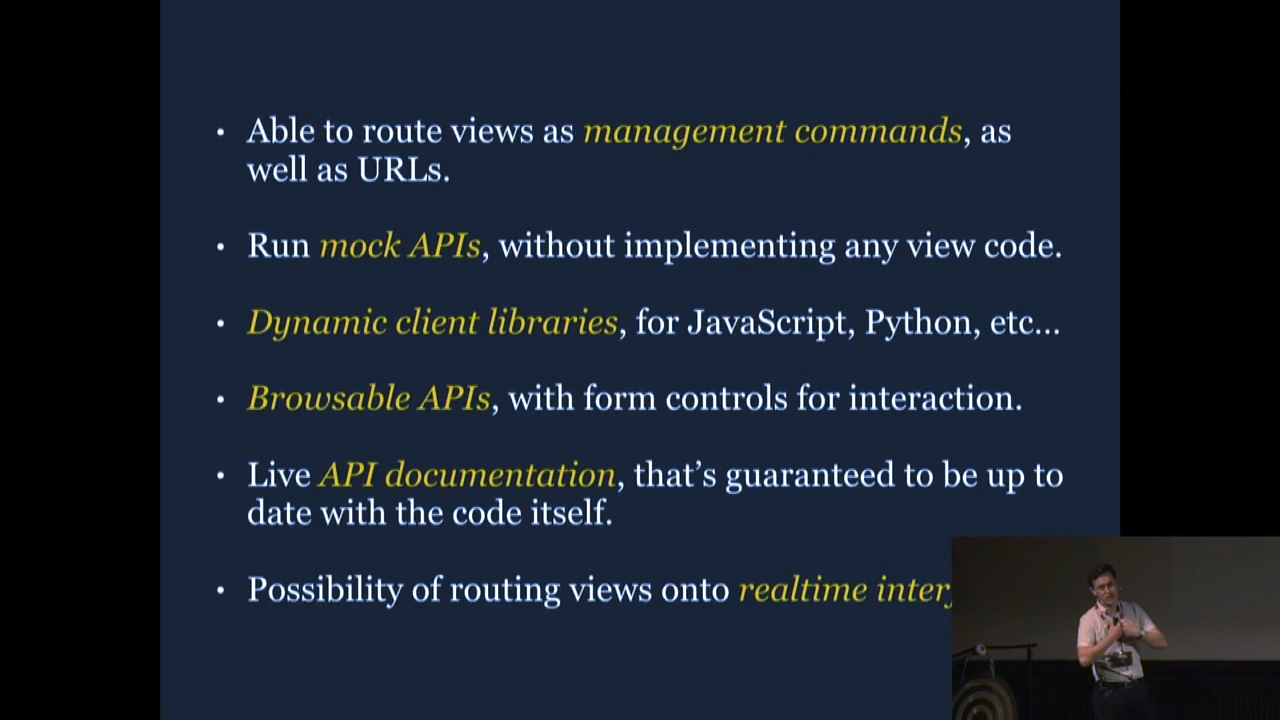 • Able to route views as management commands, as
well as URLs.
• Run mock APIs, without implementing any view code.
• Dynamic client libraries, for JavaScript, Python, etc...
• Browsable APIs, with form controls for interaction.
• Live API documentation, that's guaranteed to be up to
date with the code itself.
• Possibility of routing views onto realtime